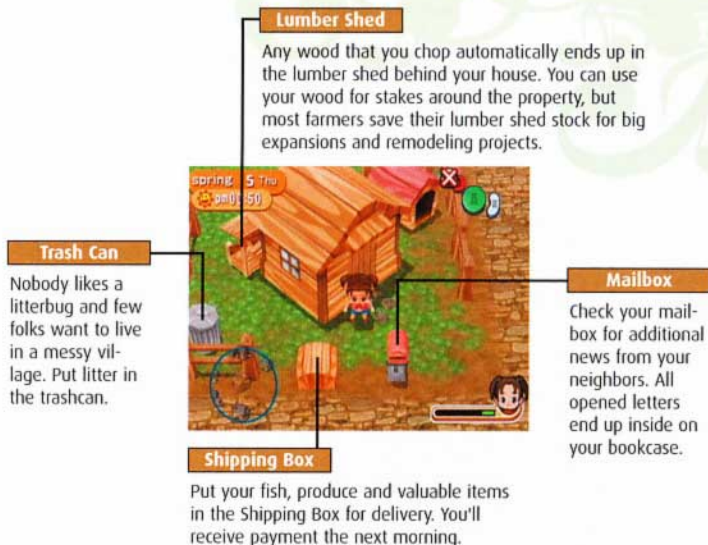 Lumber Shed
Any wood that you chop automatically ends up in
the lumber shed behind your house. You can use
your wood for stakes around the property, but
most farmers save their lumber shed stock for big
expansions and remodeling projects.
spring 5 Thu
pm 00:50
Trash Can
Nobody likes a
litterbug and few
folks want to live
in a messy vil-
lage. Put litter in
the trashcan.
Mailbox
Check your mail-
box for additional
news from your
neighbors. All
opened letters
end up inside on
your bookcase.
Shipping Box
Put your fish, produce and valuable items
in the Shipping Box for delivery. You'll
receive payment the next morning.